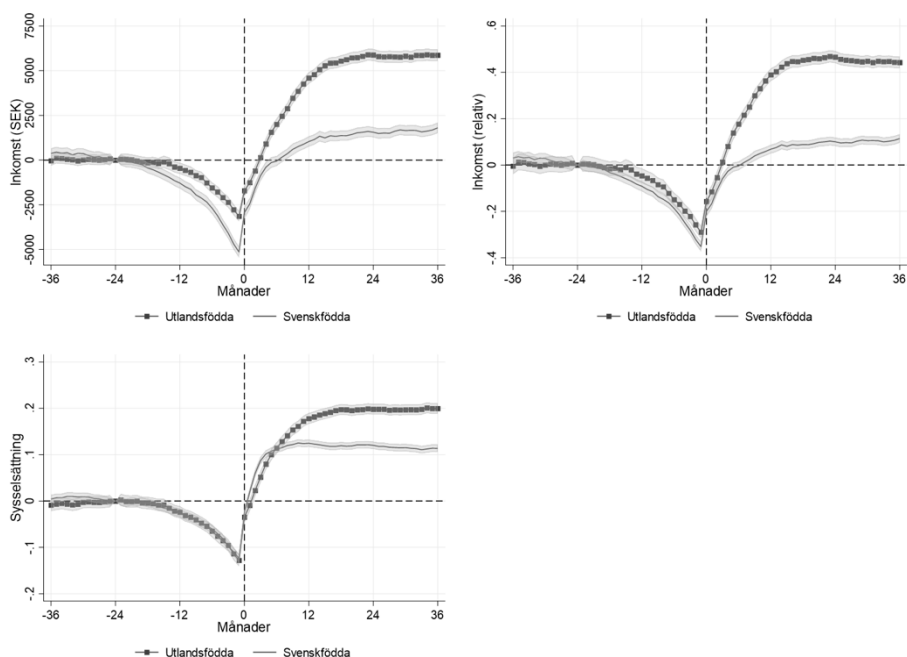 Inkomst (SEK)
7500
5000
2500
0
-2500
-5000
-36 -24 -12 0 12 24 36
Månader
Utlandsfödda Svenskfödda
Inkomst (relativ)
.6
.4
.2
0
-.2
-.4
-36 -24 -12 0 12 24 36
Månader
Utlandsfödda Svenskfödda
Sysselsättning
.3
.2
.1
0
-.1
-.2
-36 -24 -12 0 12 24 36
Månader
Utlandsfödda Svenskfödda